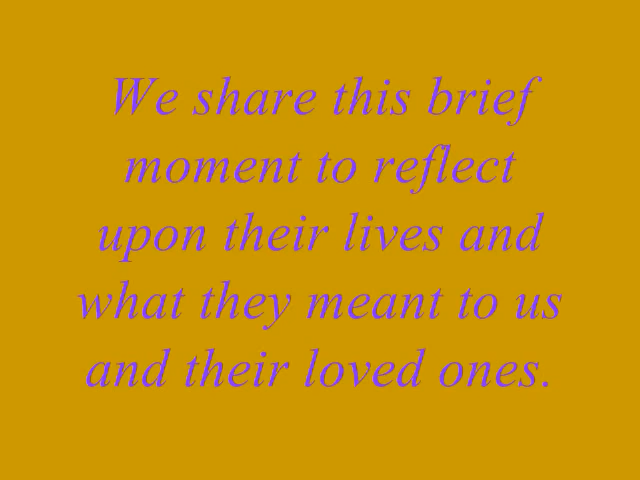 We share this brief
moment to reflect
upon their lives and
what they meant to us
and their loved ones.